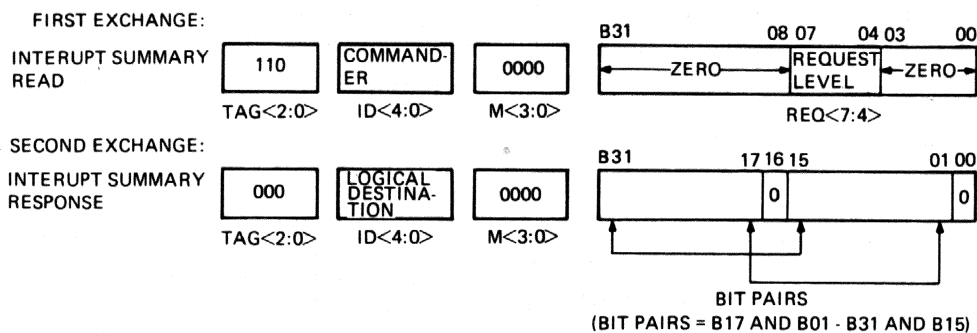 FIRST EXCHANGE:
INTERUPT SUMMARY
READ
110
COMMAND-
ER
0000
B31 08 07 04 03 00
ZERO
REQUEST
LEVEL
ZERO
TAG<2:0> ID<4:0> M<3:0> REQ<7:4>
SECOND EXCHANGE:
INTERUPT SUMMARY
RESPONSE
000
LOGICAL
DESTINA-
TION
0000
B31 17 16 15 01 00
0 0
TAG<2:0> ID<4:0> M<3:0>
BIT PAIRS
(BIT PAIRS = B17 AND B01 - B31 AND B15)